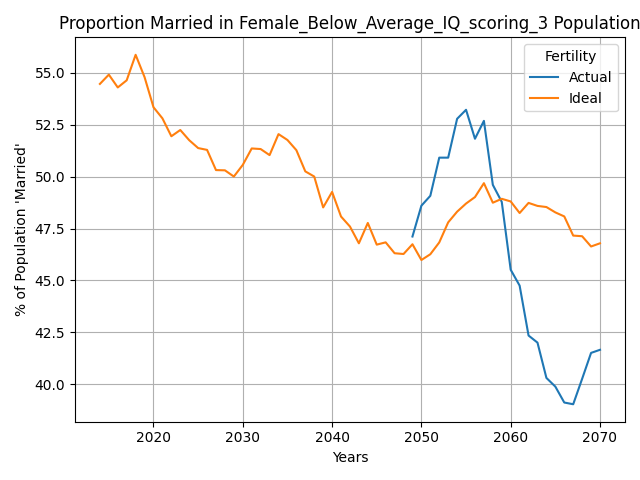 Proportion Married in Female_Below_Average_IQ_scoring_3 Population
Fertility
Actual
Ideal
% of Population 'Married'
55.0
52.5
50.0
47.5
45.0
42.5
40.0
2020 2030 2040 2050 2060 2070
Years